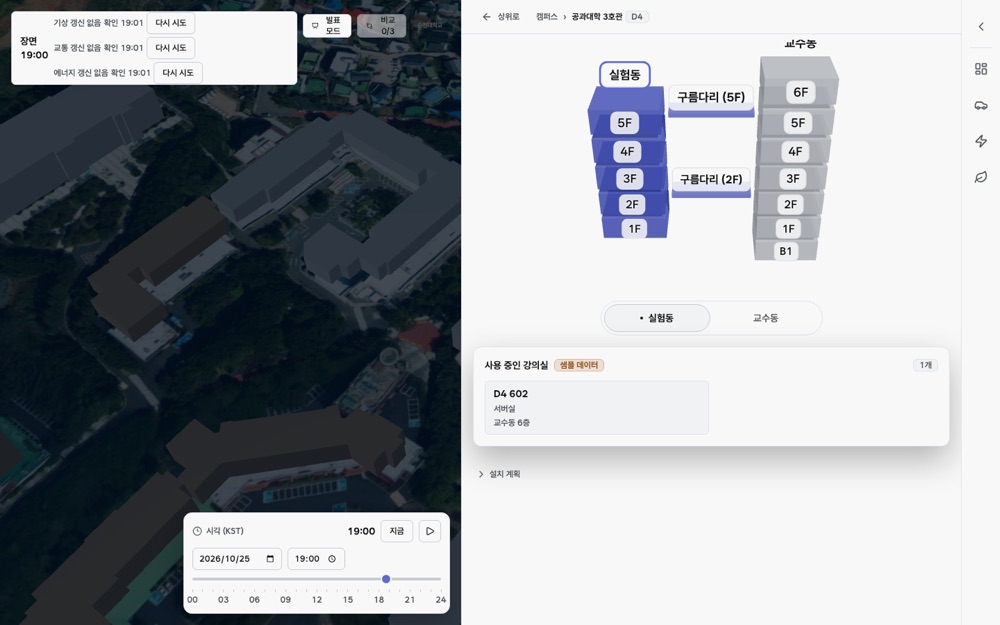 장면
19:00
기상 갱신 없음 확인 19:01 다시 시도
교통 갱신 없음 확인 19:01 다시 시도
에너지 갱신 없음 확인 19:01 다시 시도
발표
모드
비교
0/3
시각 (KST) 19:00 지금
2026/10/25 19:00
00 03 06 09 12 15 18 21 24
상위로 캠퍼스 › 공과대학 3호관 D4
실험동
5F
4F
3F
2F
1F
구름다리 (5F)
구름다리 (2F)
교수동
6F
5F
4F
3F
2F
1F
B1
• 실험동 교수동
사용 중인 강의실 샘플 데이터 1개
D4 602
서버실
교수동 6층
설치 계획